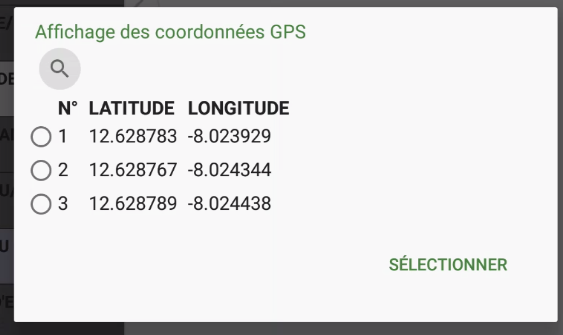 Affichage des coordonnées GPS
N° LATITUDE LONGITUDE
1 12.628783 -8.023929
2 12.628767 -8.024344
3 12.628789 -8.024438
SÉLECTIONNER